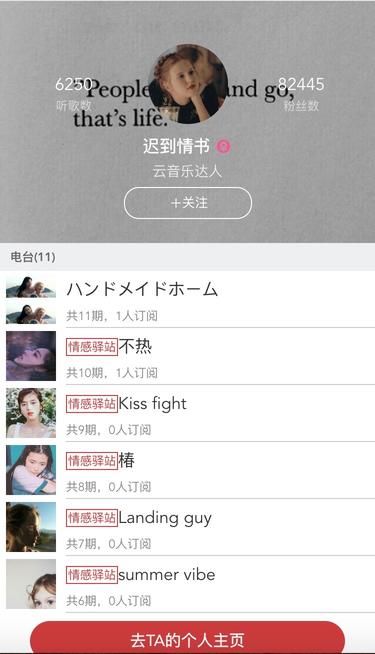 6250
听歌数
"People
and go,
that's life.
82445
粉丝数
迟到情书
云音乐达人
+关注
电台(11)
ハンドメイドホーム
共11期，1人订阅
情感驿站不热
共10期，1人订阅
情感驿站Kiss fight
共9期，0人订阅
情感驿站椿
共8期，0人订阅
情感驿站Landing guy
共7期，0人订阅
情感驿站summer vibe
共6期，0人订阅
去TA的个人主页